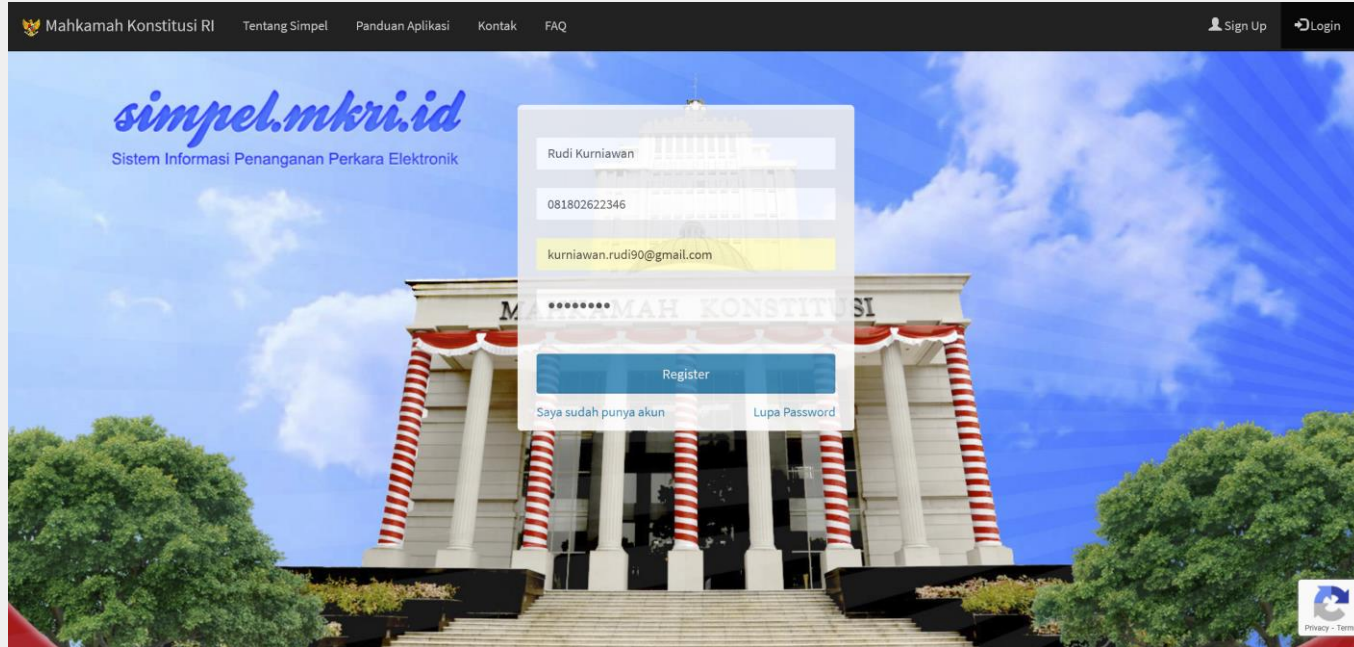 Mahkamah Konstitusi RI Tentang Simpel Panduan Aplikasi Kontak FAQ Sign Up Login
simpel.mkri.id
Sistem Informasi Penanganan Perkara Elektronik
Rudi Kurniawan
081802622346
kurniawan.rudi90@gmail.com
••••••••
MAHKAMAH KONSTITUSI
Register
Saya sudah punya akun Lupa Password
Privacy - Term